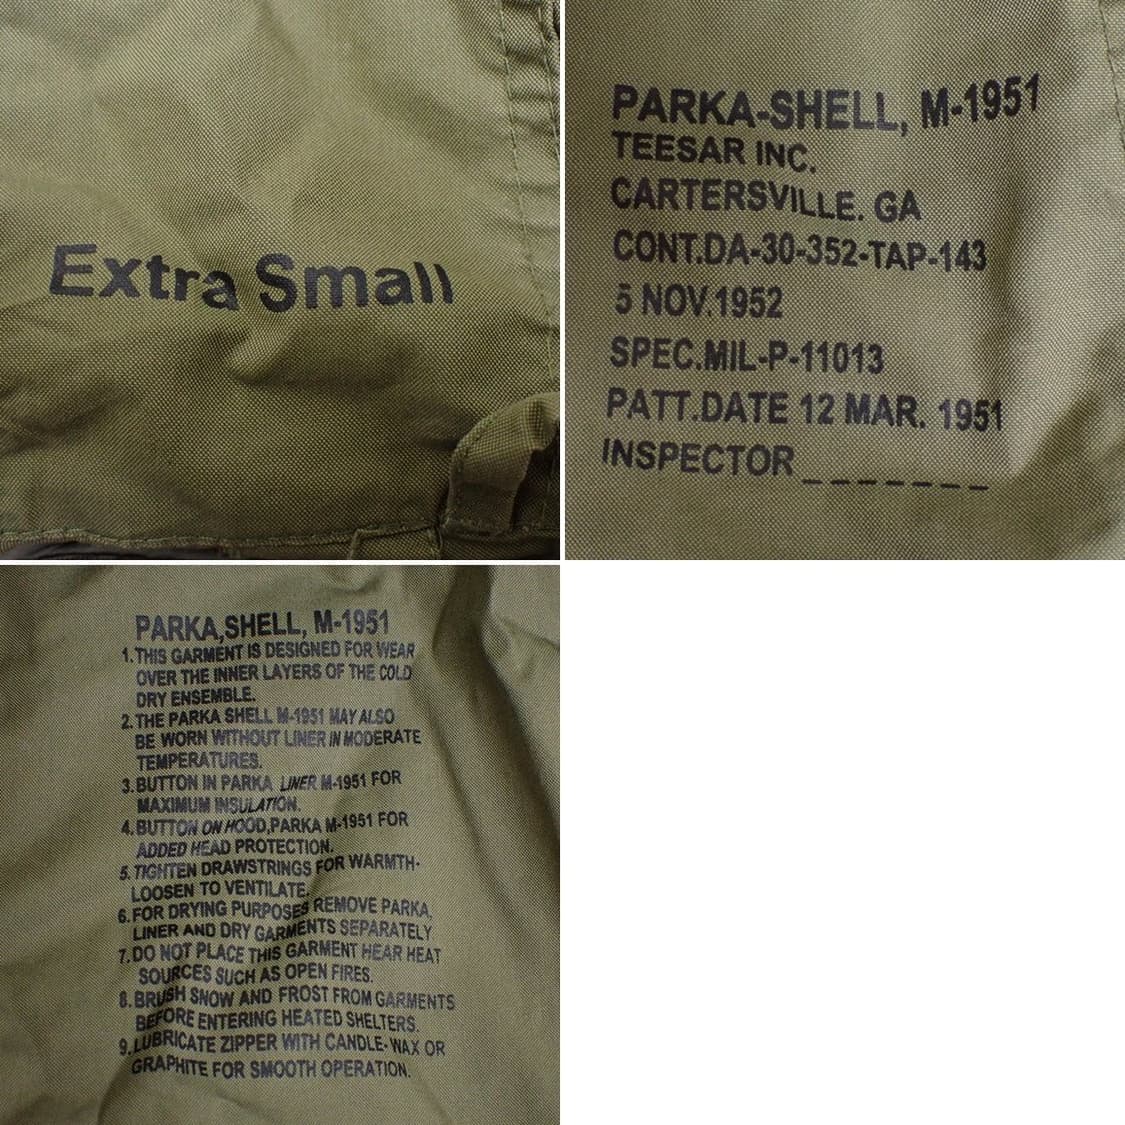 Extra Small
PARKA-SHELL, M-1951
TEESAR INC.
CARTERSVILLE. GA
CONT.DA-30-352-TAP-143
5 NOV.1952
SPEC.MIL-P-11013
PATT.DATE 12 MAR. 1951
INSPECTOR_______
PARKA,SHELL, M-1951
1.THIS GARMENT IS DESIGNED FOR WEAR
OVER THE INNER LAYERS OF THE COLD
DRY ENSEMBLE.
2.THE PARKA SHELL M-1951 MAY ALSO
BE WORN WITHOUT LINER IN MODERATE
TEMPERATURES.
3.BUTTON IN PARKA LINER M-1951 FOR
MAXIMUM INSULATION.
4.BUTTON ON HOOD,PARKA M-1951 FOR
ADDED HEAD PROTECTION.
5.TIGHTEN DRAWSTRINGS FOR WARMTH-
LOOSEN TO VENTILATE.
6.FOR DRYING PURPOSES REMOVE PARKA,
LINER AND DRY GARMENTS SEPARATELY
7.DO NOT PLACE THIS GARMENT HEAR HEAT
SOURCES SUCH AS OPEN FIRES.
8.BRUSH SNOW AND FROST FROM GARMENTS
BEFORE ENTERING HEATED SHELTERS.
9.LUBRICATE ZIPPER WITH CANDLE-WAX OR
GRAPHITE FOR SMOOTH OPERATION.